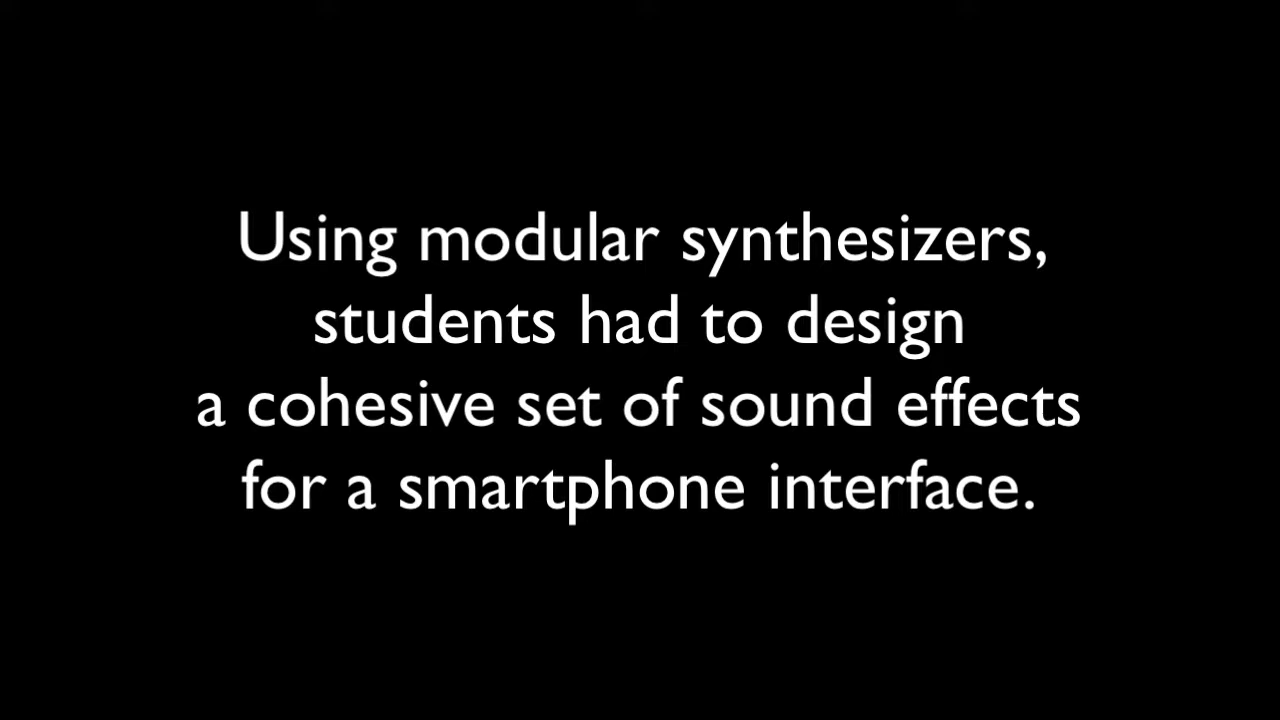 Using modular synthesizers,
students had to design
a cohesive set of sound effects
for a smartphone interface.